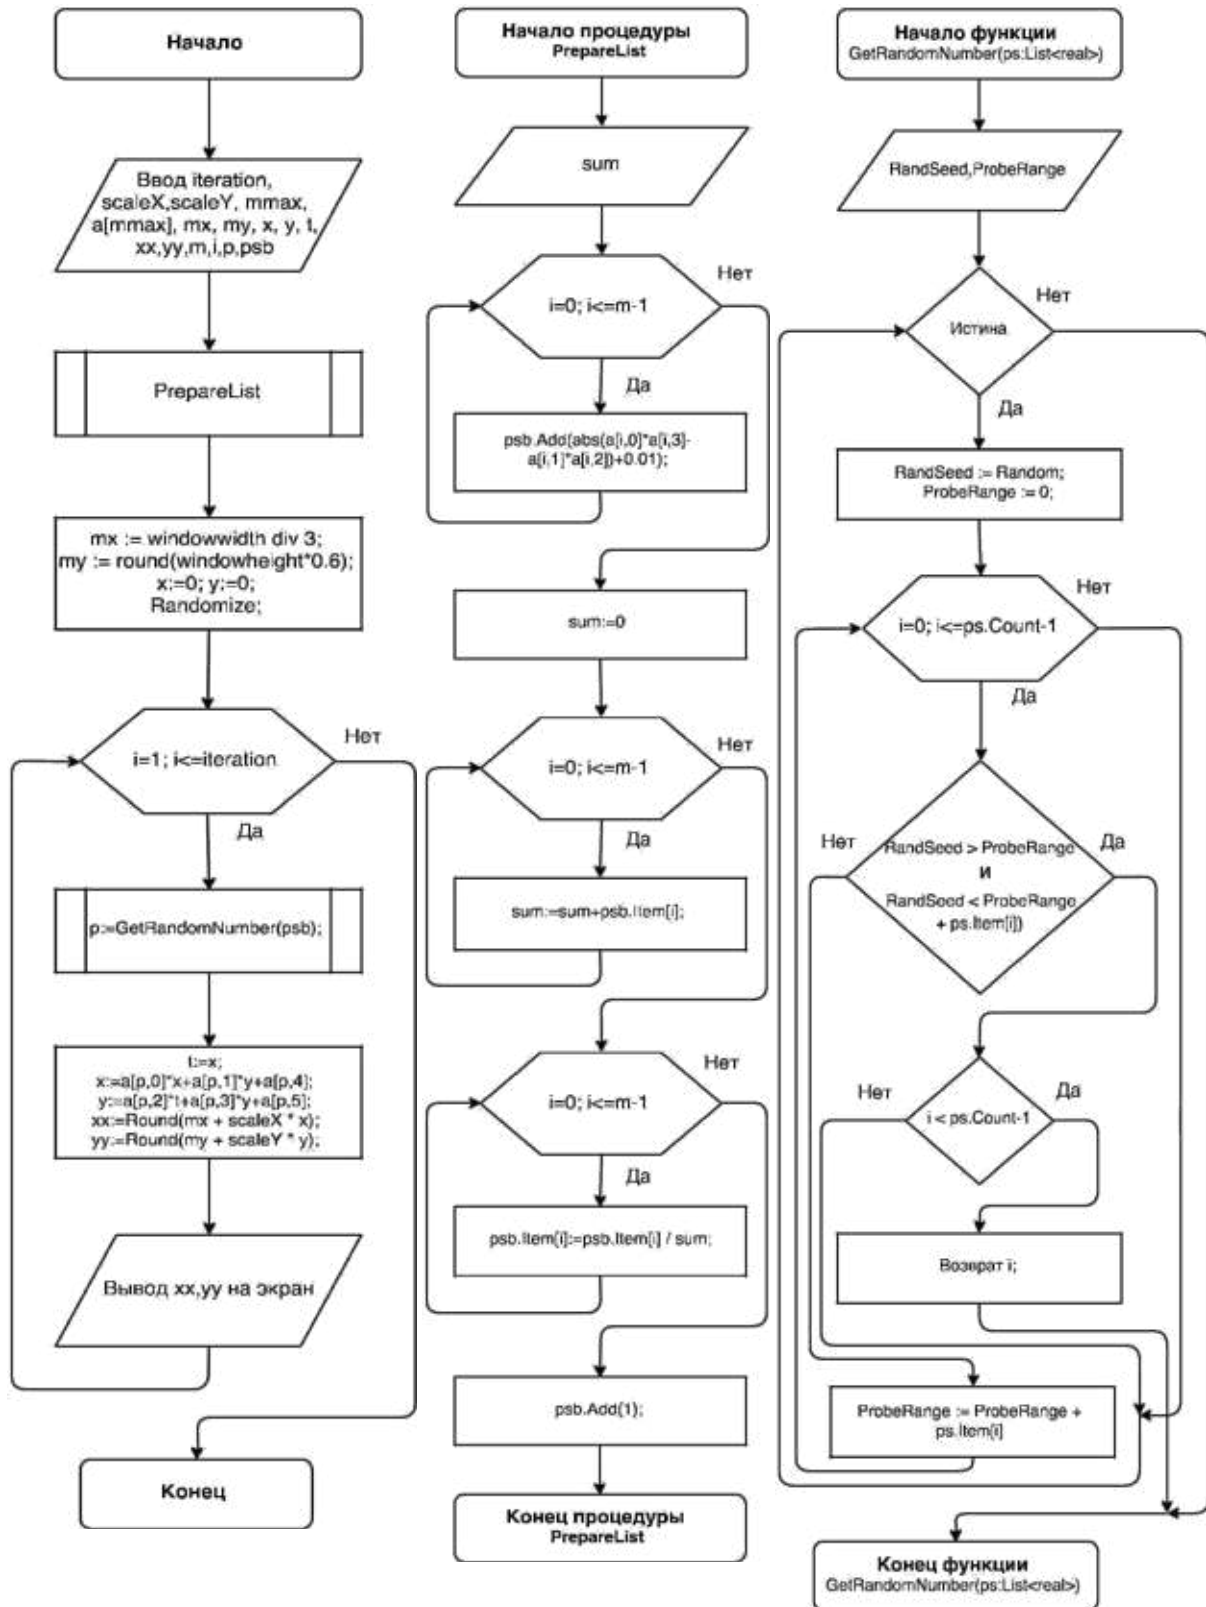 Начало
Ввод iteration,
scaleX,scaleY, mmax,
a[mmax], mx, my, x, y, t,
xx,yy,m,i,p,psb
PrepareList
mx := windowwidth div 3;
my := round(windowheight*0.6);
x:=0; y:=0;
Randomize;
i=1; i<=iteration
Нет
Да
p:=GetRandomNumber(psb);
t:=x;
x:=a[p,0]*x+a[p,1]*y+a[p,4];
y:=a[p,2]*t+a[p,3]*y+a[p,5];
xx:=Round(mx + scaleX * x);
yy:=Round(my + scaleY * y);
Вывод xx,yy на экран
Конец
Начало процедуры
PrepareList
sum
i=0; i<=m-1
Нет
Да
psb.Add(abs(a[i,0]*a[i,3]-
a[i,1]*a[i,2])+0.01);
sum:=0
i=0; i<=m-1
Нет
Да
sum:=sum+psb.Item[i];
i=0; i<=m-1
Нет
Да
psb.Item[i]:=psb.Item[i] / sum;
psb.Add(1);
Конец процедуры
PrepareList
Начало функции
GetRandomNumber(ps:List<real>)
RandSeed,ProbeRange
Истина
Нет
Да
RandSeed := Random;
ProbeRange := 0;
i=0; i<=ps.Count-1
Нет
Да
RandSeed > ProbeRange
и
RandSeed < ProbeRange
+ ps.Item[i])
Нет
Да
i < ps.Count-1
Нет
Да
Возврат i;
ProbeRange := ProbeRange +
ps.Item[i]
Конец функции
GetRandomNumber(ps:List<real>)